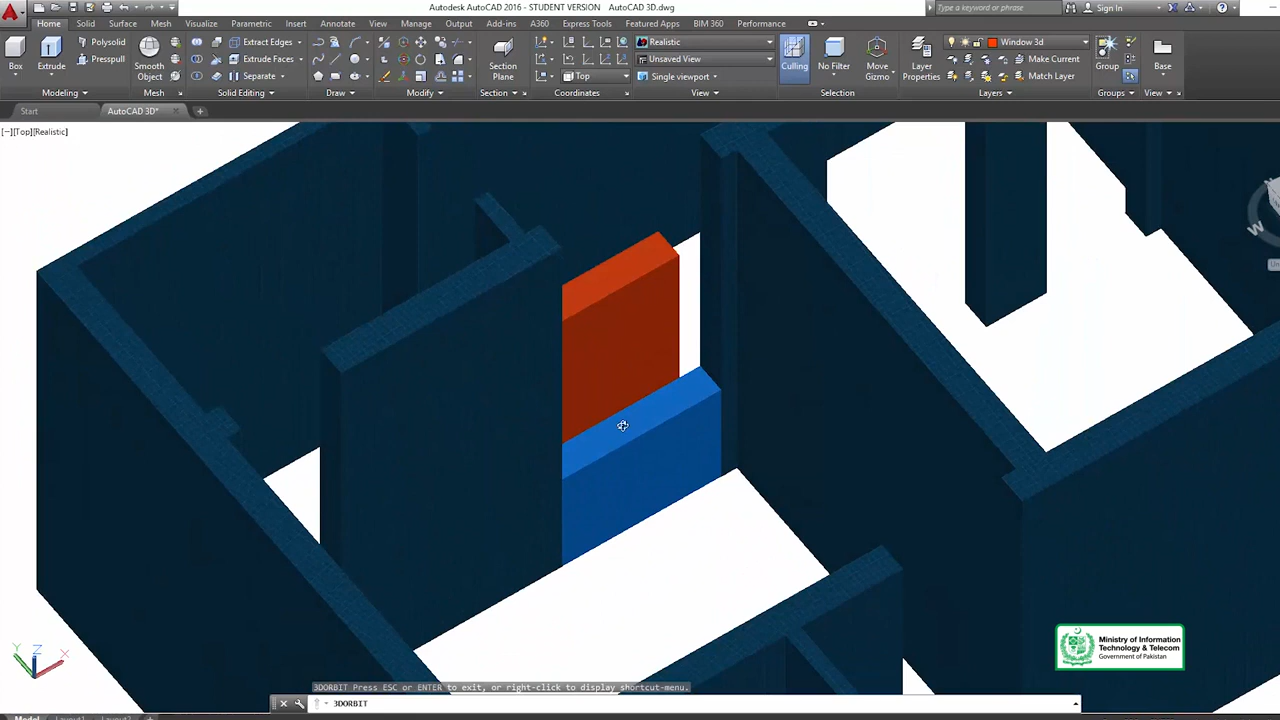 Autodesk AutoCAD 2016 - STUDENT VERSION    AutoCAD 3D.dwg
Type a keyword or phrase
Sign In
Home Solid Surface Mesh Visualize Parametric Insert Annotate View Manage Output Add-ins A360 Express Tools Featured Apps BIM 360 Performance
Polysolid
Presspull
Extract Edges
Extrude Faces
Separate
Box
Extrude
Smooth
Object
Section
Plane
Top
Realistic
Unsaved View
Single viewport
Culling
No Filter
Move
Gizmo
Layer
Properties
Window 3d
Make Current
Match Layer
Group
Base
Modeling
Mesh
Solid Editing
Draw
Modify
Section
Coordinates
View
Selection
Layers
Groups
View
Start
AutoCAD 3D*
[−][Top][Realistic]
W
Y
Z
X
Ministry of Information
Technology & Telecom
Government of Pakistan
3DORBIT Press ESC or ENTER to exit, or right-click to display shortcut-menu.
3DORBIT
Model Layout1 Layout2